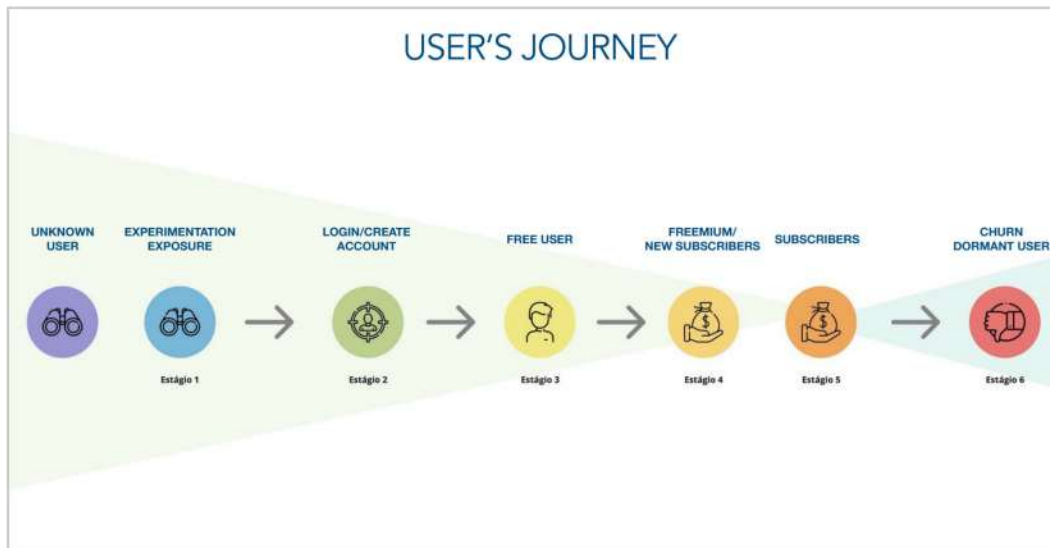 USER'S JOURNEY
UNKNOWN
USER
EXPERIMENTATION
EXPOSURE
LOGIN/CREATE
ACCOUNT
FREE USER
FREEMIUM/
NEW SUBSCRIBERS
SUBSCRIBERS
CHURN
DORMANT USER
$
$
Estágio 1
Estágio 2
Estágio 3
Estágio 4
Estágio 5
Estágio 6